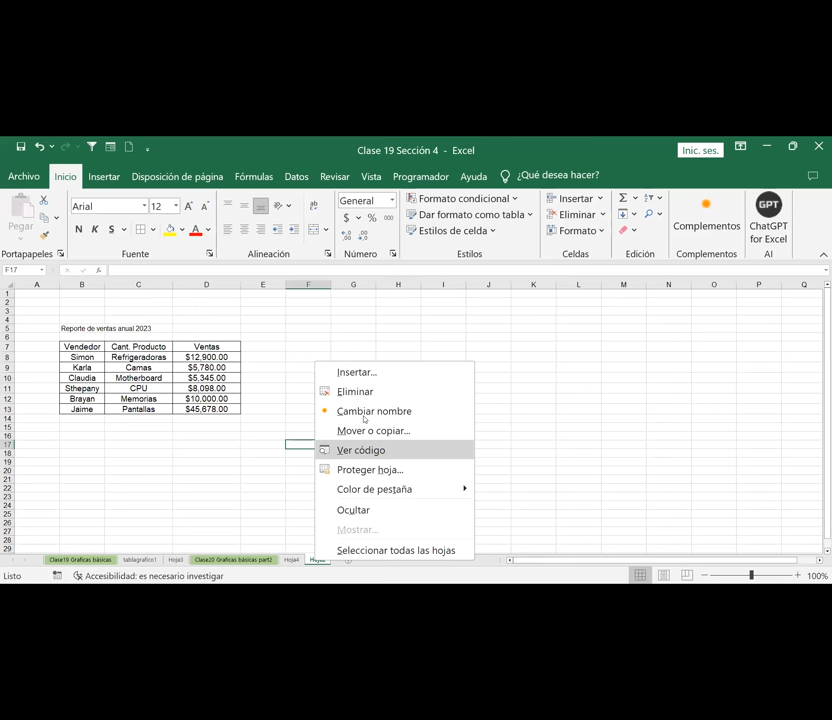 Clase 19 Sección 4 - Excel
Inic. ses.
Archivo Inicio Insertar Disposición de página Fórmulas Datos Revisar Vista Programador Ayuda ¿Qué desea hacer?
Pegar
Arial 12
N K S
General
$ % 000
Formato condicional
Dar formato como tabla
Estilos de celda
Insertar
Eliminar
Formato
Complementos
ChatGPT
for Excel
Portapapeles Fuente Alineación Número Estilos Celdas Edición Complementos AI
F17 fx
A B C D E F G H I J K L M N O P Q
1
2
3
4
5 Reporte de ventas anual 2023
6
7 Vendedor Cant. Producto Ventas
8 Simon Refrigeradoras $12,900.00
9 Karla Camas $5,780.00
10 Claudia Motherboard $5,345.00
11 Sthepany CPU $8,098.00
12 Brayan Memorias $10,000.00
13 Jaime Pantallas $45,678.00
14
15
16
17
18
19
20
21
22
23
24
25
26
27
28
29
Insertar...
Eliminar
Cambiar nombre
Mover o copiar...
Ver código
Proteger hoja...
Color de pestaña
Ocultar
Mostrar...
Seleccionar todas las hojas
Clase19 Graficas básicas tablagrafico1 Hoja3 Clase20 Graficas básicas part2 Hoja4
Listo Accesibilidad: es necesario investigar 100%